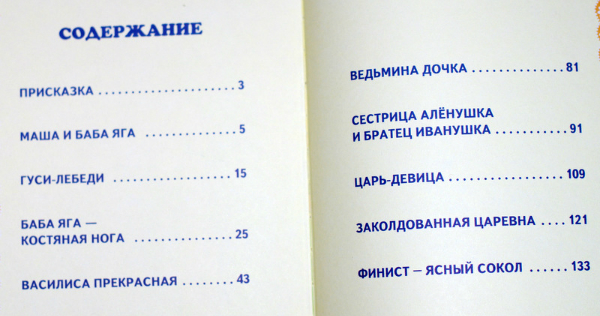 СОДЕРЖАНИЕ
ПРИСКАЗКА .................... 3
МАША И БАБА ЯГА ............. 5
ГУСИ-ЛЕБЕДИ ................. 15
БАБА ЯГА —
КОСТЯНАЯ НОГА .............. 25
ВАСИЛИСА ПРЕКРАСНАЯ ....... 43
ВЕДЬМИНА ДОЧКА ............. 81
СЕСТРИЦА АЛЁНУШКА
И БРАТЕЦ ИВАНУШКА .......... 91
ЦАРЬ-ДЕВИЦА ................ 109
ЗАКОЛДОВАННАЯ ЦАРЕВНА .... 121
ФИНИСТ — ЯСНЫЙ СОКОЛ ...... 133